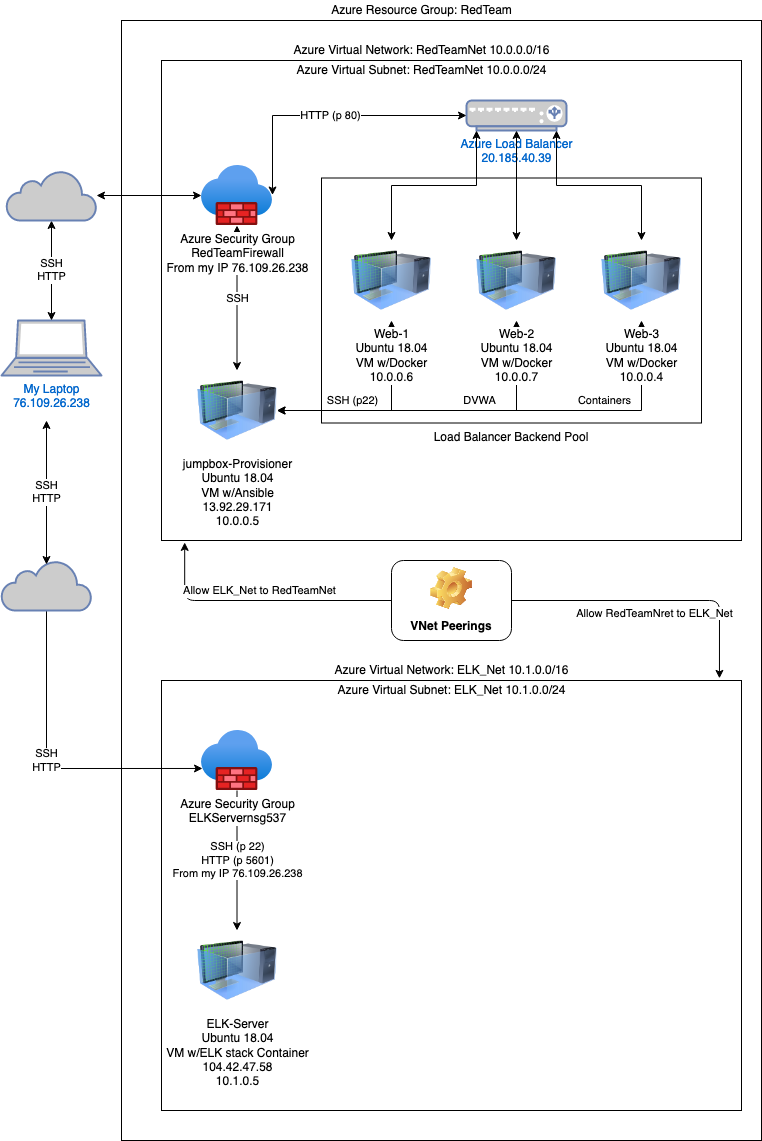 Azure Resource Group: RedTeam
Azure Virtual Network: RedTeamNet 10.0.0.0/16
Azure Virtual Subnet: RedTeamNet 10.0.0.0/24
HTTP (p 80)
Azure Load Balancer
20.185.40.39
Azure Security Group
RedTeamFirewall
From my IP 76.109.26.238
SSH
SSH
HTTP
My Laptop
76.109.26.238
Web-1
Ubuntu 18.04
VM w/Docker
10.0.0.6
Web-2
Ubuntu 18.04
VM w/Docker
10.0.0.7
Web-3
Ubuntu 18.04
VM w/Docker
10.0.0.4
SSH (p22)
DVWA
Containers
Load Balancer Backend Pool
jumpbox-Provisioner
Ubuntu 18.04
VM w/Ansible
13.92.29.171
10.0.0.5
SSH
HTTP
Allow ELK_Net to RedTeamNet
VNet Peerings
Allow RedTeamNret to ELK_Net
Azure Virtual Network: ELK_Net 10.1.0.0/16
Azure Virtual Subnet: ELK_Net 10.1.0.0/24
SSH
HTTP
Azure Security Group
ELKServernsg537
SSH (p 22)
HTTP (p 5601)
From my IP 76.109.26.238
ELK-Server
Ubuntu 18.04
VM w/ELK stack Container
104.42.47.58
10.1.0.5